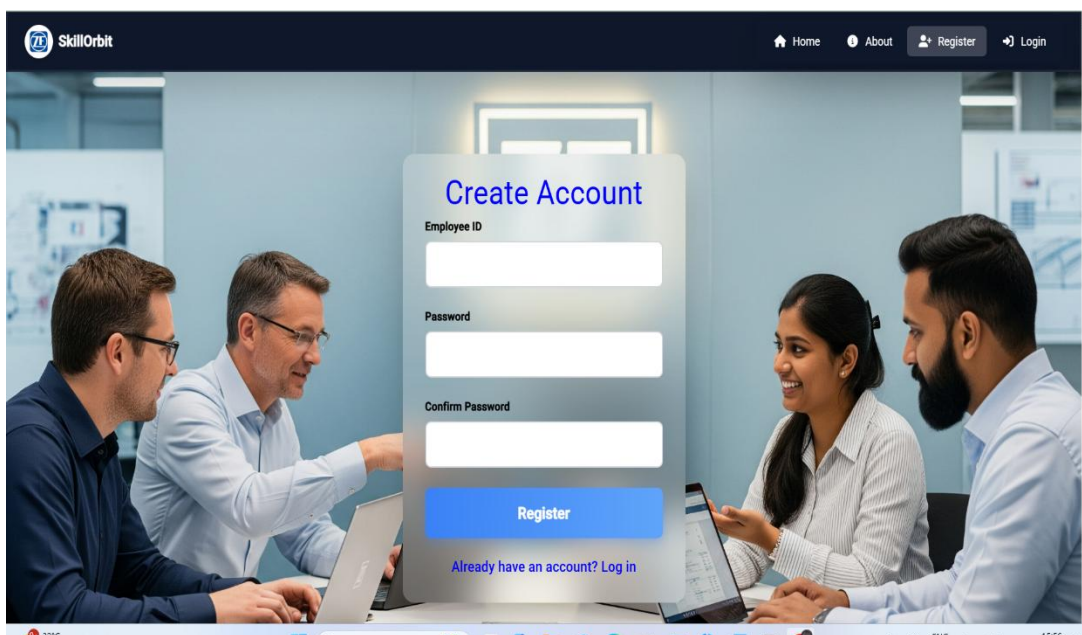 ZF SkillOrbit
Home About Register Login
Create Account
Employee ID
Password
Confirm Password
Register
Already have an account? Log in